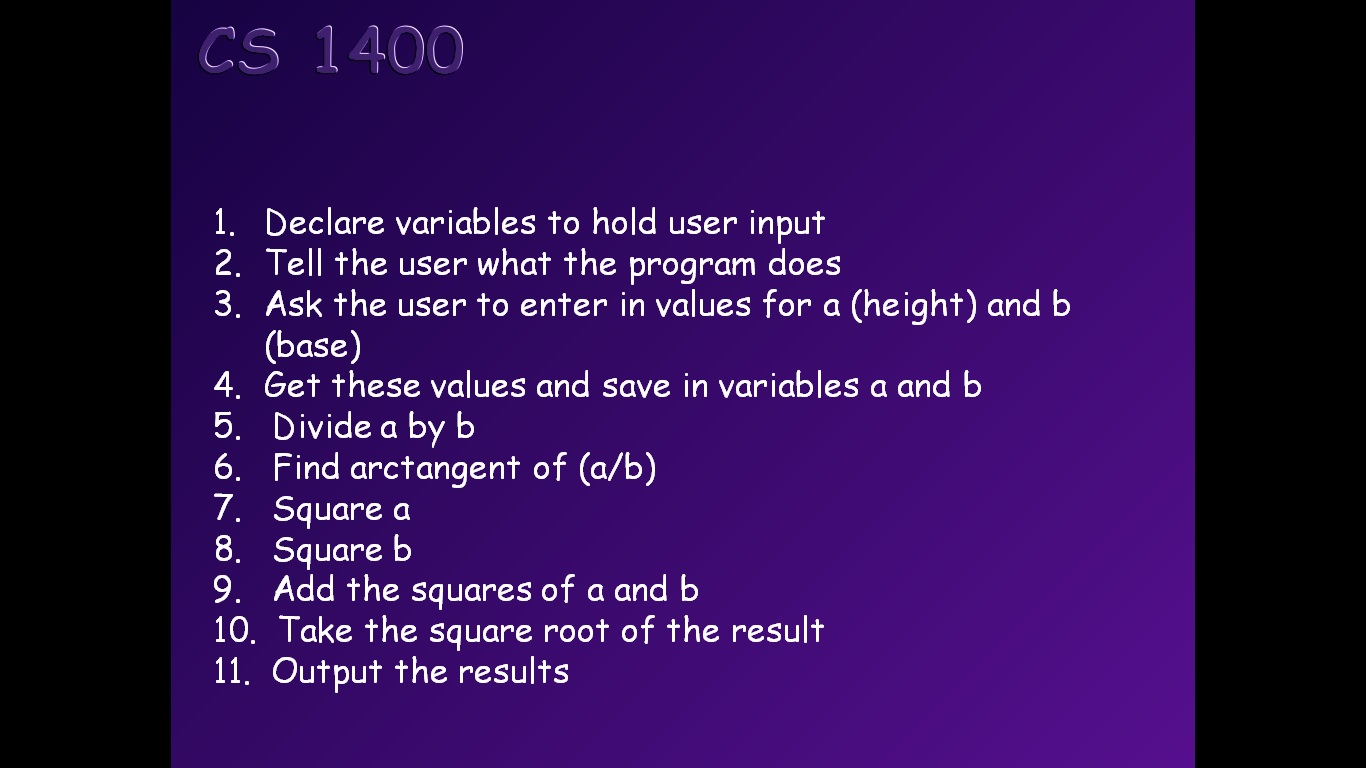 CS 1400
1. Declare variables to hold user input
2. Tell the user what the program does
3. Ask the user to enter in values for a (height) and b
(base)
4. Get these values and save in variables a and b
5. Divide a by b
6. Find arctangent of (a/b)
7. Square a
8. Square b
9. Add the squares of a and b
10. Take the square root of the result
11. Output the results